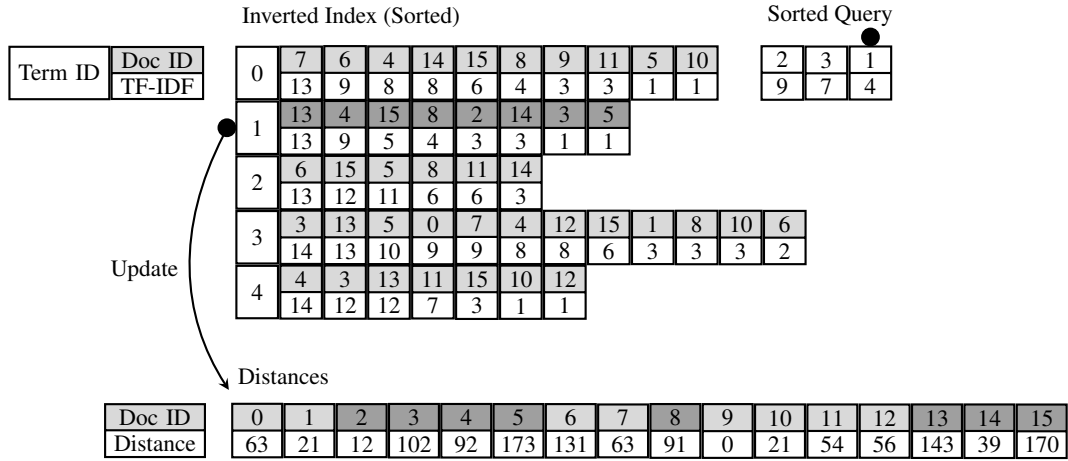 Inverted Index (Sorted) Sorted Query
Term ID Doc ID 0 7 6 4 14 15 8 9 11 5 10 2 3 1
TF-IDF 13 9 8 8 6 4 3 3 1 1 9 7 4
1 13 4 15 8 2 14 3 5
13 9 5 4 3 3 1 1
2 6 15 5 8 11 14
13 12 11 6 6 3
3 3 13 5 0 7 4 12 15 1 8 10 6
14 13 10 9 9 8 8 6 3 3 3 2
Update
4 4 3 13 11 15 10 12
14 12 12 7 3 1 1
Distances
Doc ID 0 1 2 3 4 5 6 7 8 9 10 11 12 13 14 15
Distance 63 21 12 102 92 173 131 63 91 0 21 54 56 143 39 170